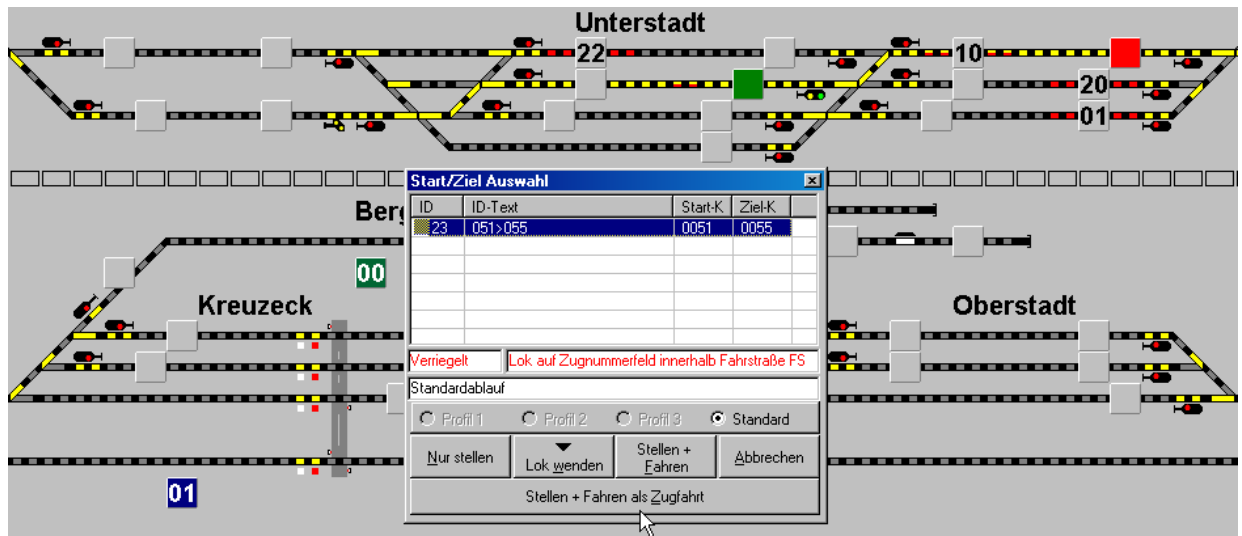 Unterstadt
22
10
20
01
Start/Ziel Auswahl
ID ID-Text Start-K Ziel-K
23 051>055 0051 0055
00
Kreuzeck
Oberstadt
Verriegelt Lok auf Zugnummerfeld innerhalb Fahrstraße FS
Standardablauf
Profil 1 Profil 2 Profil 3 Standard
Nur stellen Lok wenden Stellen + Fahren Abbrechen
Stellen + Fahren als Zugfahrt
01